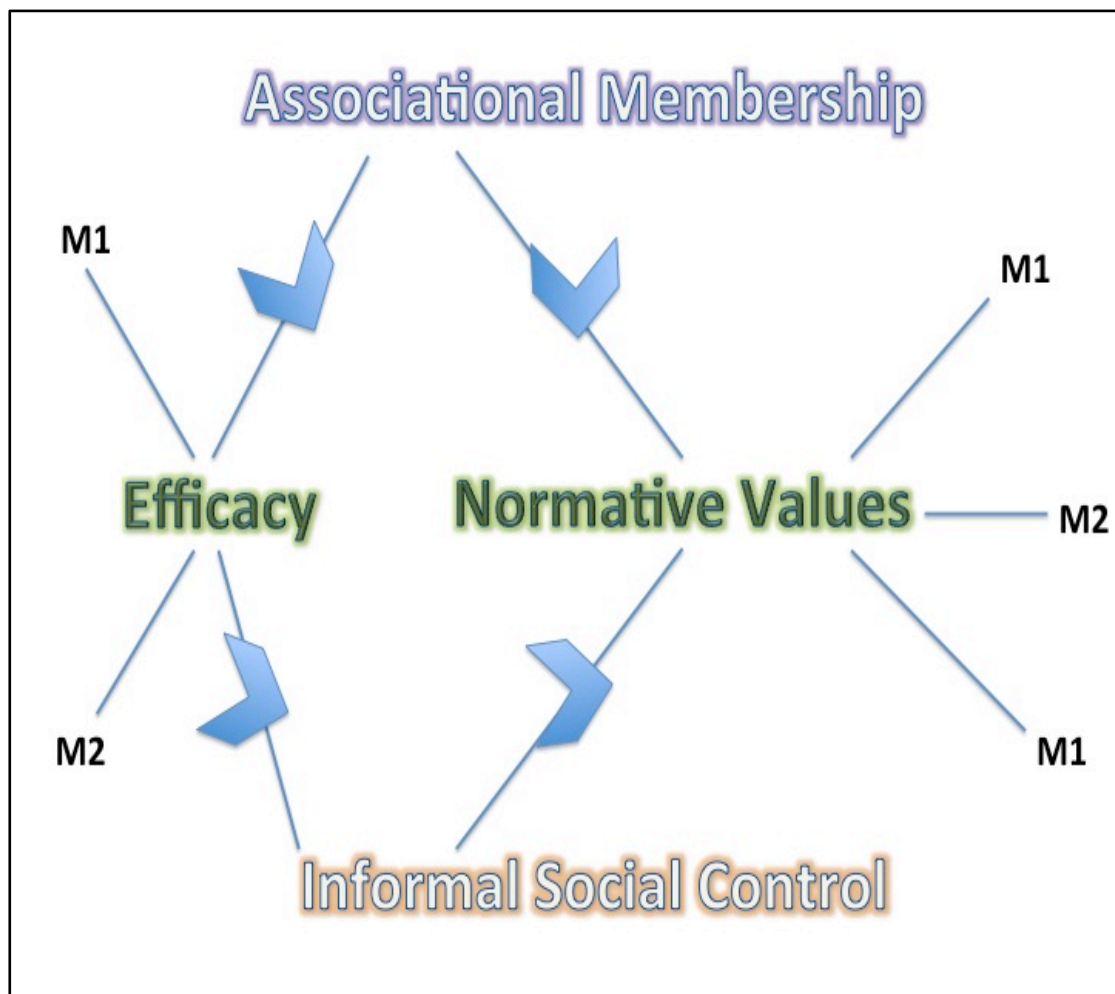 Associational Membership
M1
M1
Efficacy
Normative Values
M2
M2
M1
Informal Social Control